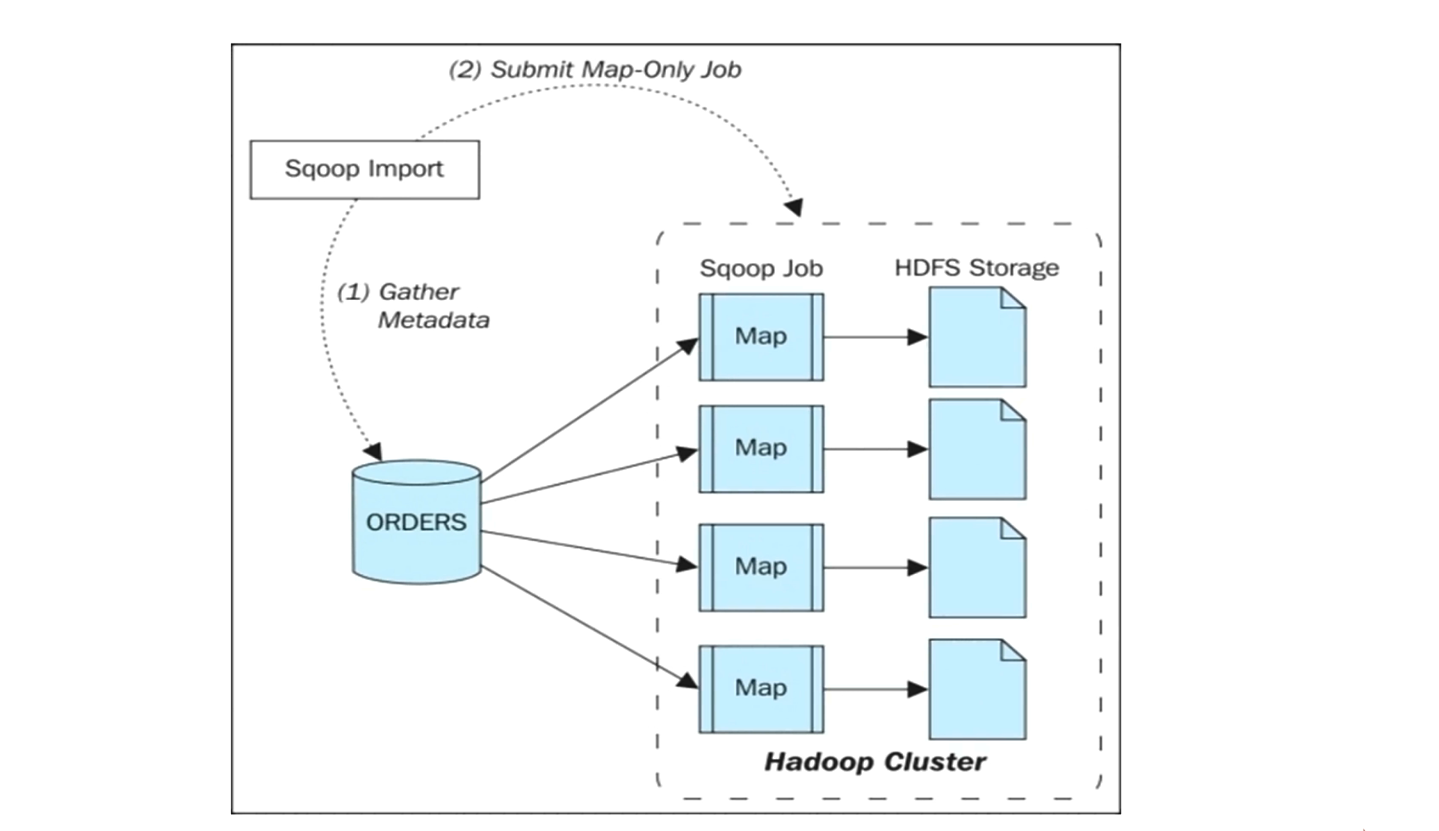 (2) Submit Map-Only Job
Sqoop Import
(1) Gather
Metadata
Sqoop Job
HDFS Storage
Map
Map
ORDERS
Map
Map
Hadoop Cluster